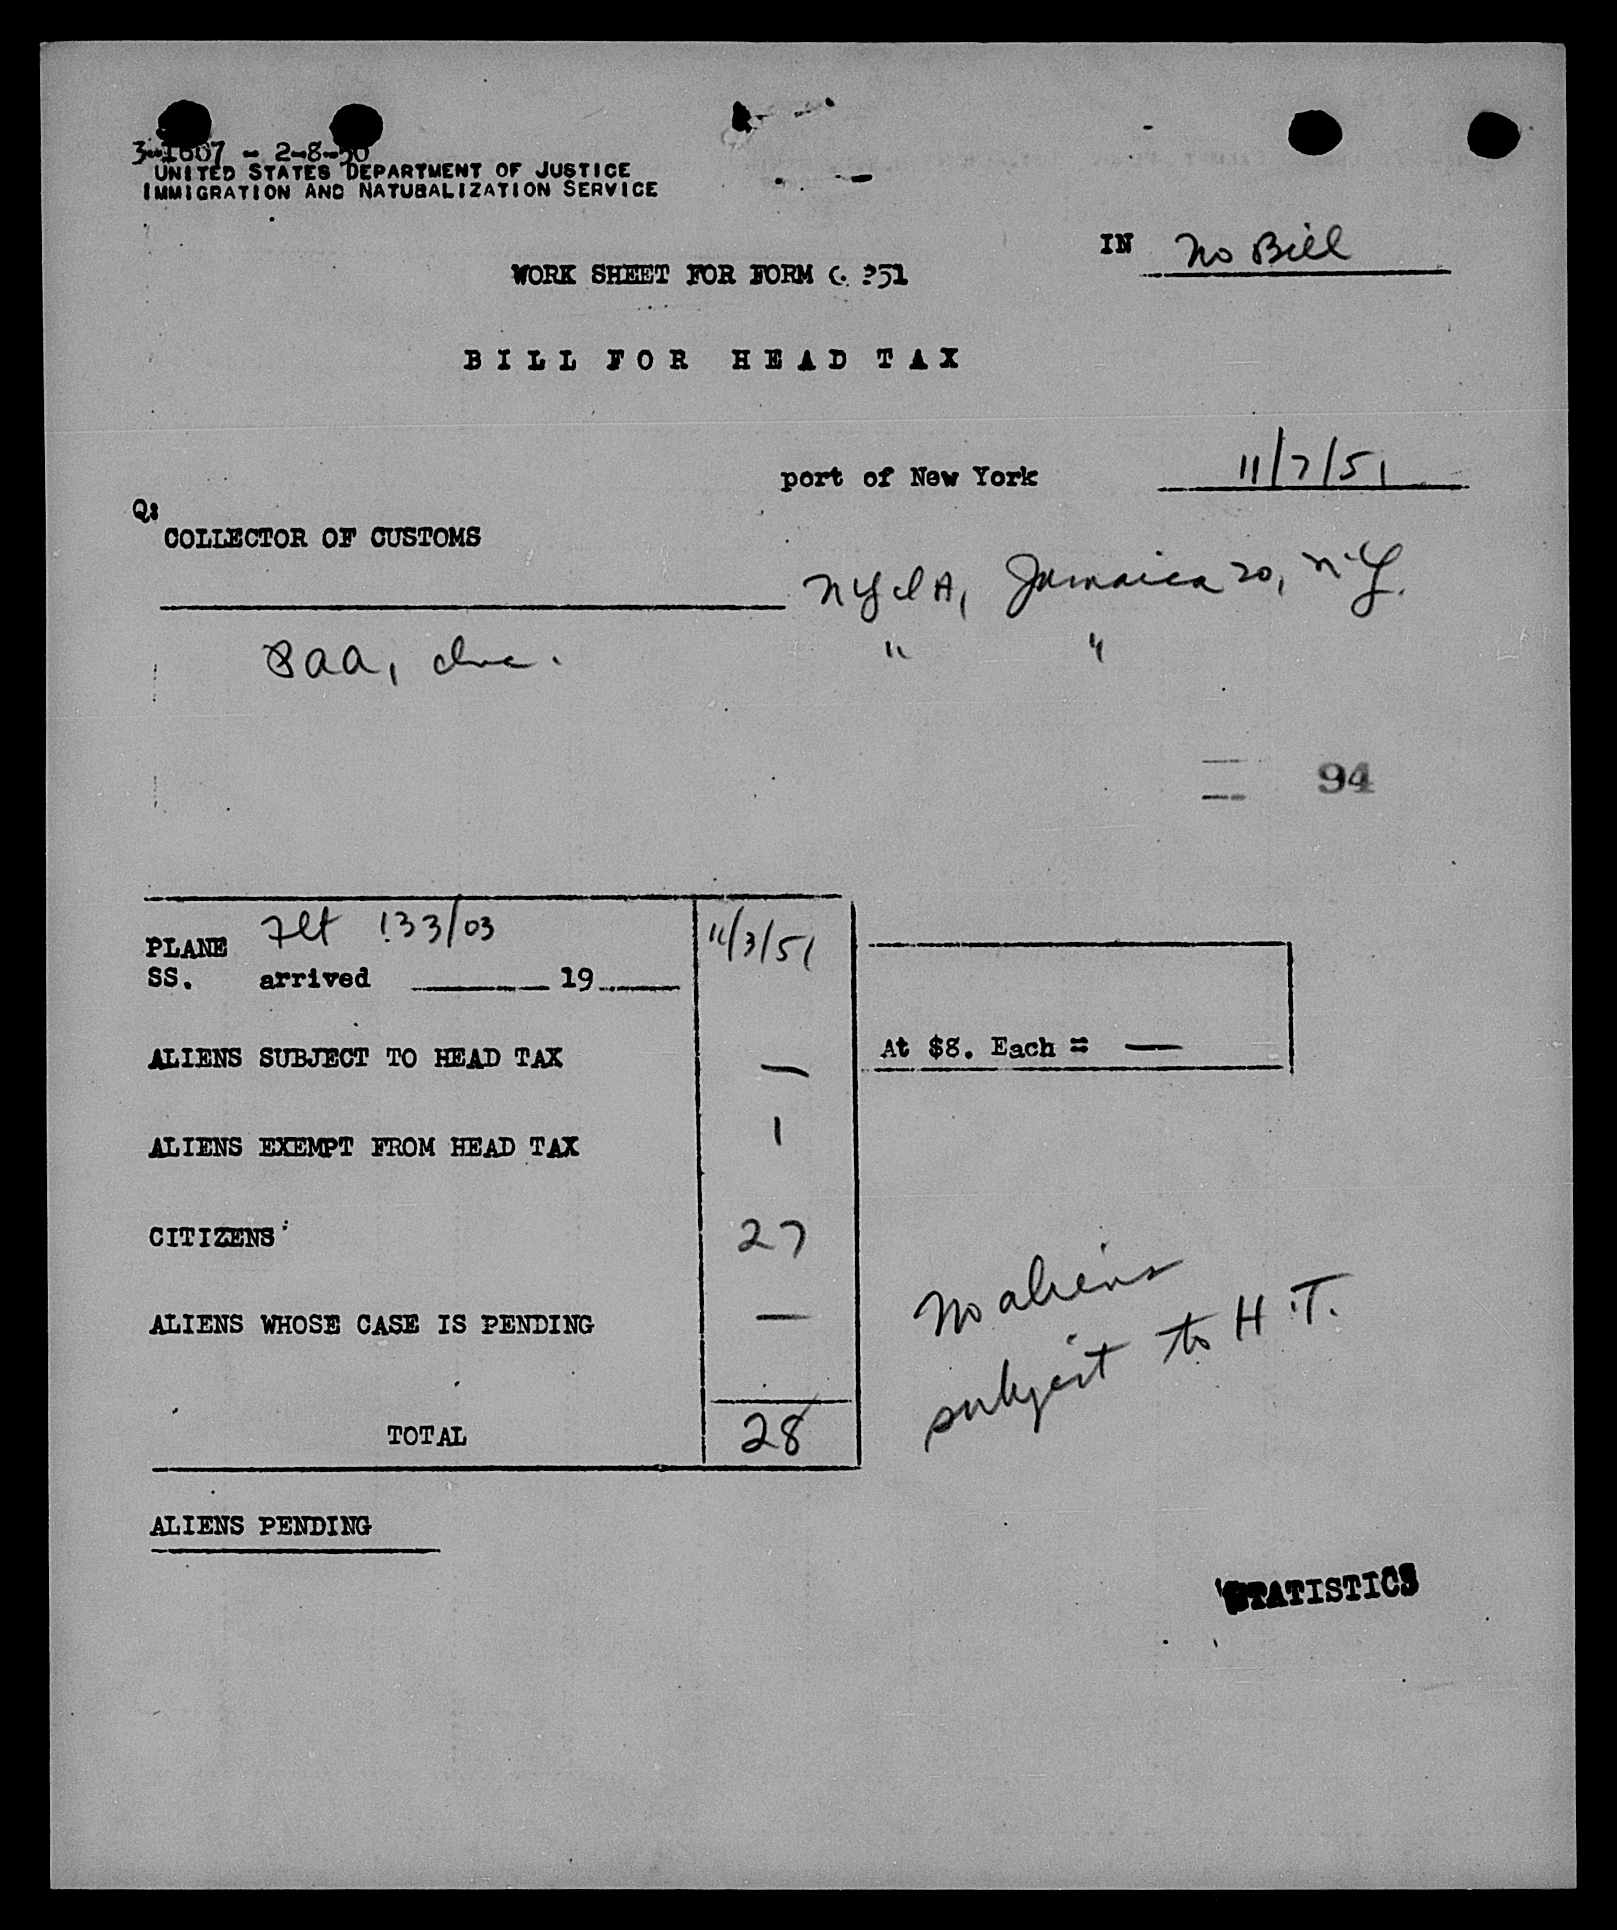 3-1607 - 2-8-50
UNITED STATES DEPARTMENT OF JUSTICE
IMMIGRATION AND NATURALIZATION SERVICE
IN No Bill
WORK SHEET FOR FORM
BILL FOR HEAD TAX
port of New York 11/7/51
COLLECTOR OF CUSTOMS
NYIA, Jamaica 20, N.Y.
PAA, Inc. " "
94
PLANE Flt 133/03 11/3/51
SS. arrived 19
ALIENS SUBJECT TO HEAD TAX — At $8. Each = —
ALIENS EXEMPT FROM HEAD TAX 1
CITIZENS 27
ALIENS WHOSE CASE IS PENDING —
No aliens
subject to H.T.
TOTAL 28
ALIENS PENDING
STATISTICS